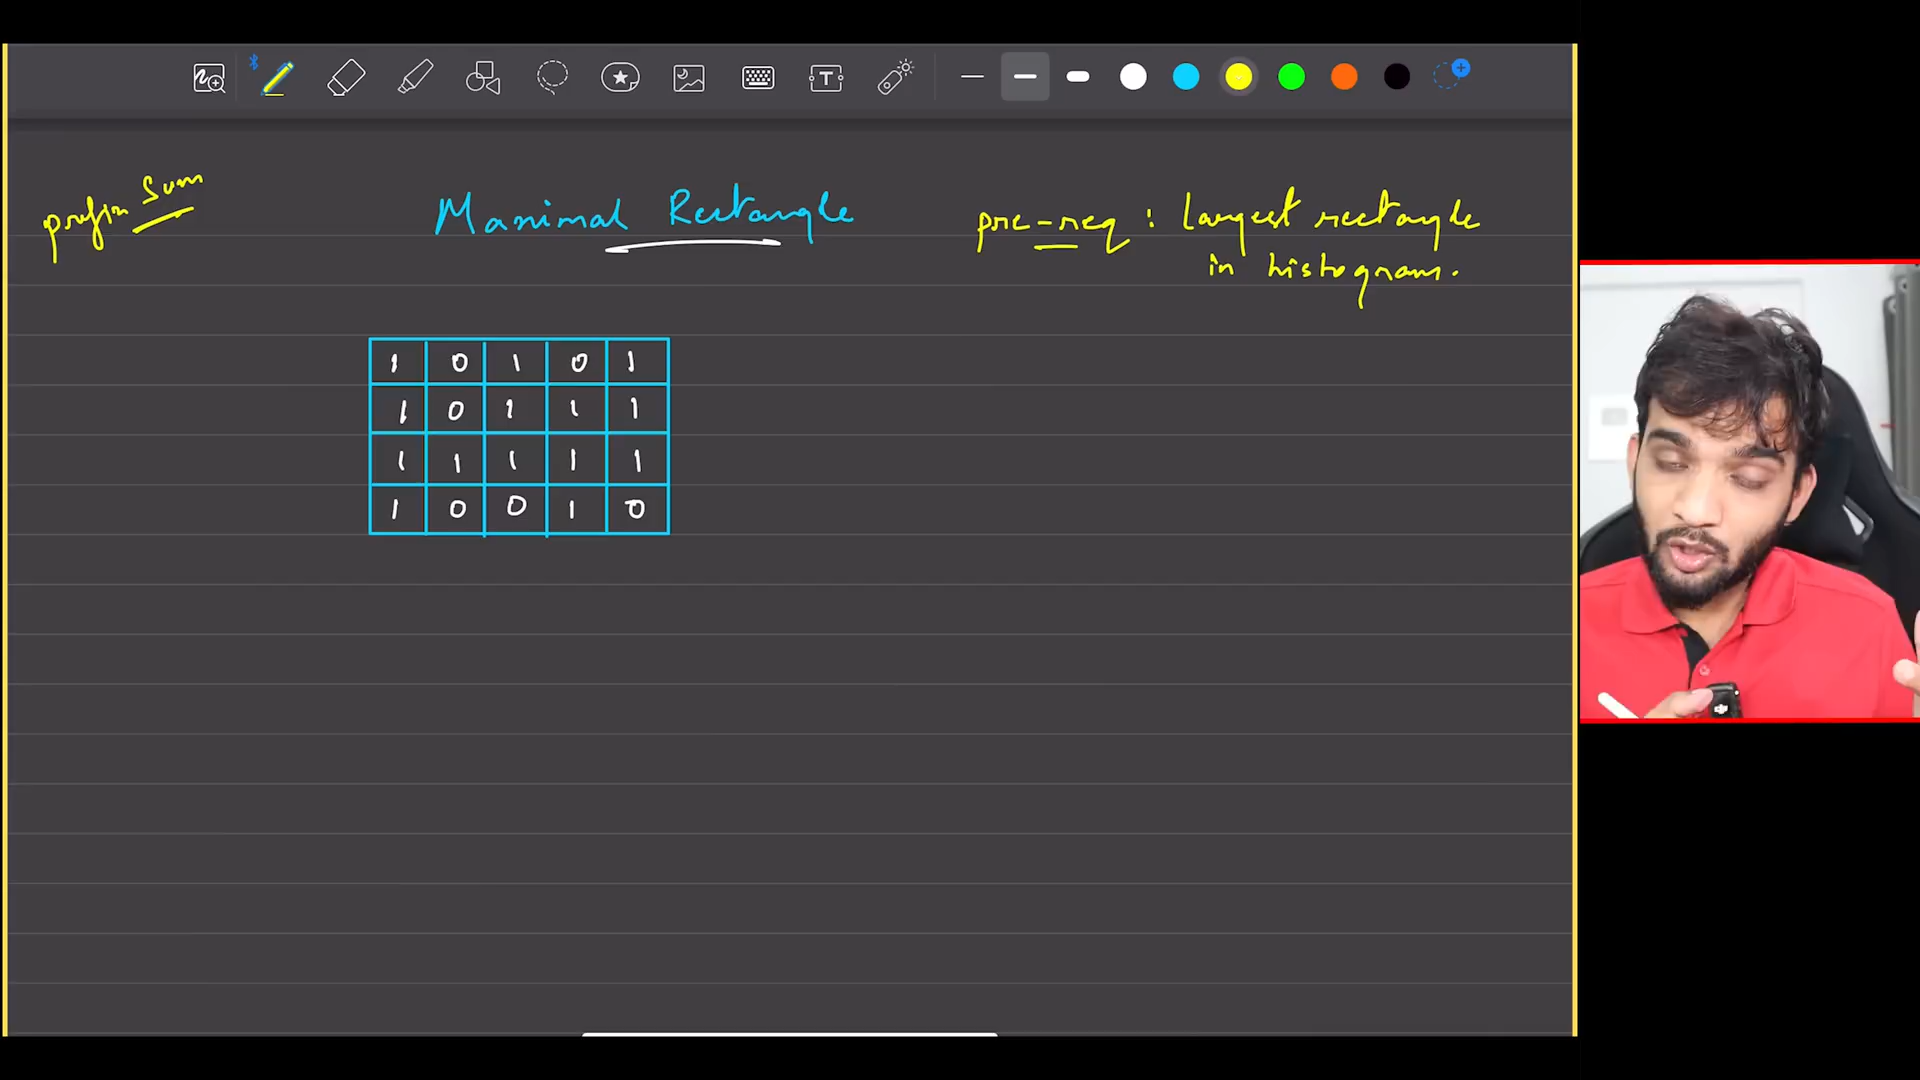 prefix Sum
Maximal Rectangle
pre-req : largest rectangle
in histogram.
1 0 1 0 1
1 0 1 1 1
1 1 1 1 1
1 0 0 1 0